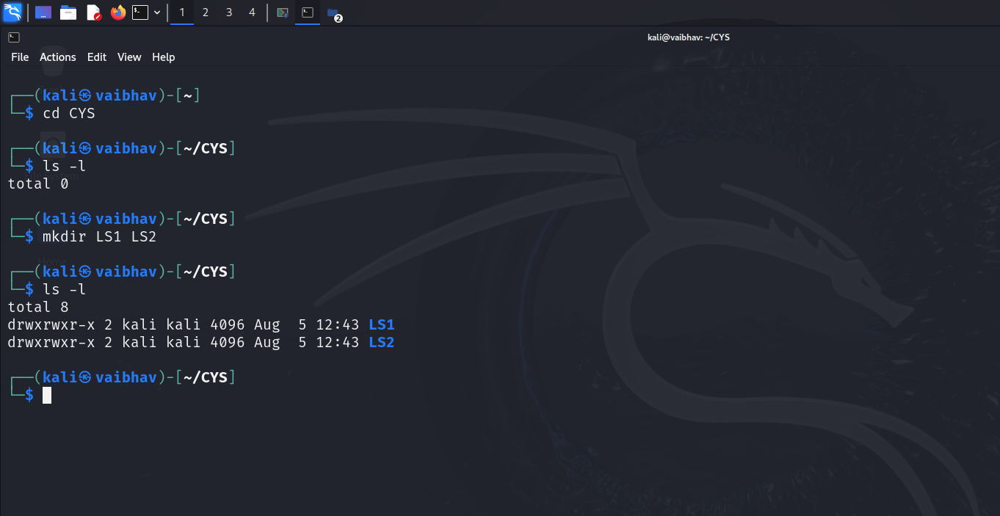 1 2 3 4 2
kali@vaibhav: ~/CYS
File Actions Edit View Help
┌──(kali㉿vaibhav)-[~]
└─$ cd CYS
┌──(kali㉿vaibhav)-[~/CYS]
└─$ ls -l
total 0
┌──(kali㉿vaibhav)-[~/CYS]
└─$ mkdir LS1 LS2
Home
┌──(kali㉿vaibhav)-[~/CYS]
└─$ ls -l
total 8
drwxrwxr-x 2 kali kali 4096 Aug  5 12:43 LS1
drwxrwxr-x 2 kali kali 4096 Aug  5 12:43 LS2
┌──(kali㉿vaibhav)-[~/CYS]
└─$